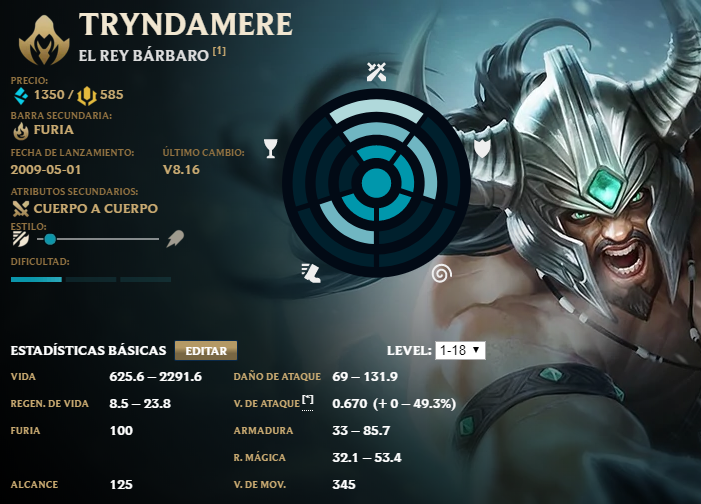 TRYNDAMERE
EL REY BÁRBARO [1]
PRECIO:
1350 / 585
BARRA SECUNDARIA:
FURIA
FECHA DE LANZAMIENTO: ÚLTIMO CAMBIO:
2009-05-01 V8.16
ATRIBUTOS SECUNDARIOS:
CUERPO A CUERPO
ESTILO:
DIFICULTAD:
ESTADÍSTICAS BÁSICAS EDITAR LEVEL: 1-18
VIDA 625.6 – 2291.6 DAÑO DE ATAQUE 69 – 131.9
REGEN. DE VIDA 8.5 – 23.8 V. DE ATAQUE [*] 0.670 (+ 0 – 49.3%)
FURIA 100 ARMADURA 33 – 85.7
R. MÁGICA 32.1 – 53.4
ALCANCE 125 V. DE MOV. 345